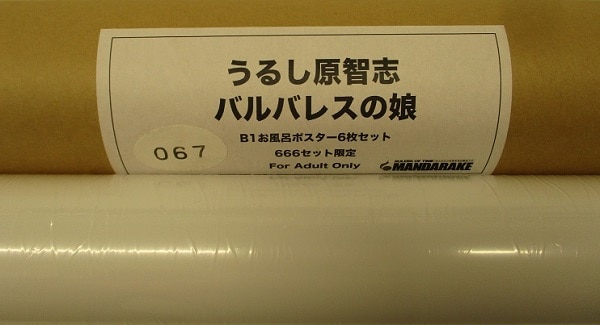 うるし原智志
バルバレスの娘
B1お風呂ポスター6枚セット
067
666セット限定
For Adult Only
MANDARAKE